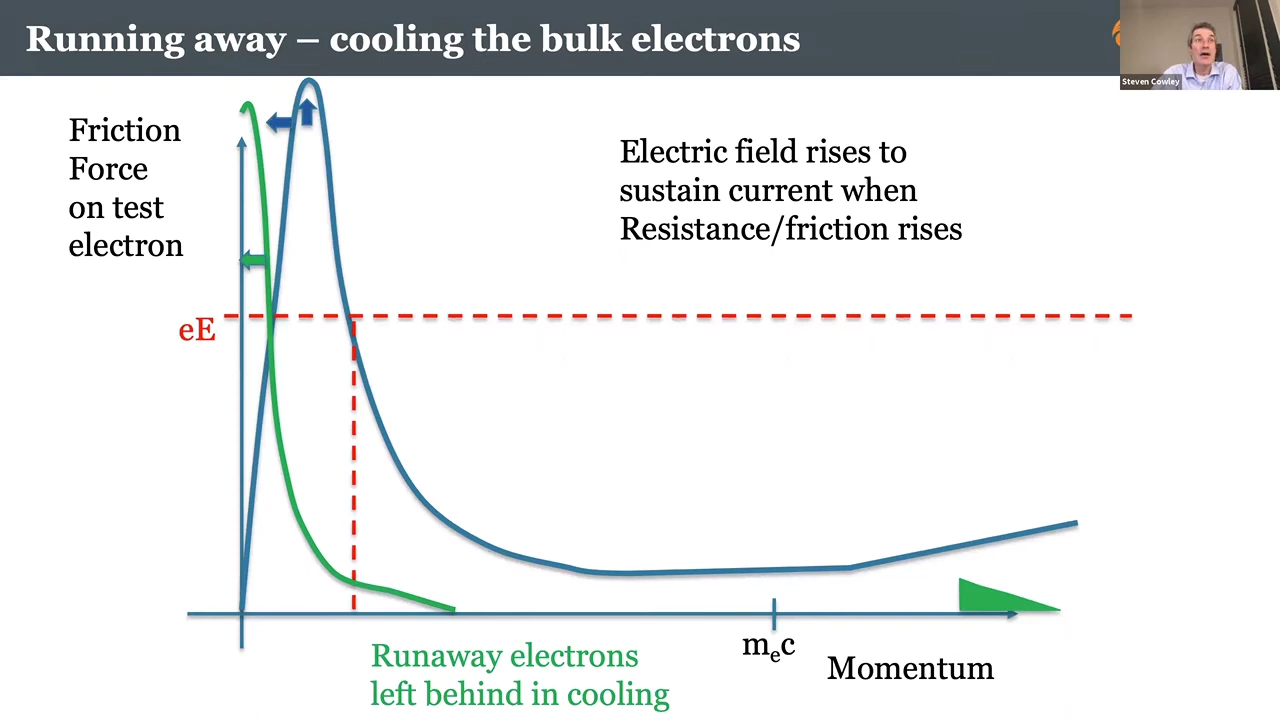 Running away – cooling the bulk electrons
Steven Cowley
Friction
Force
on test
electron
Electric field rises to
sustain current when
Resistance/friction rises
eE
mₑc
Momentum
Runaway electrons
left behind in cooling